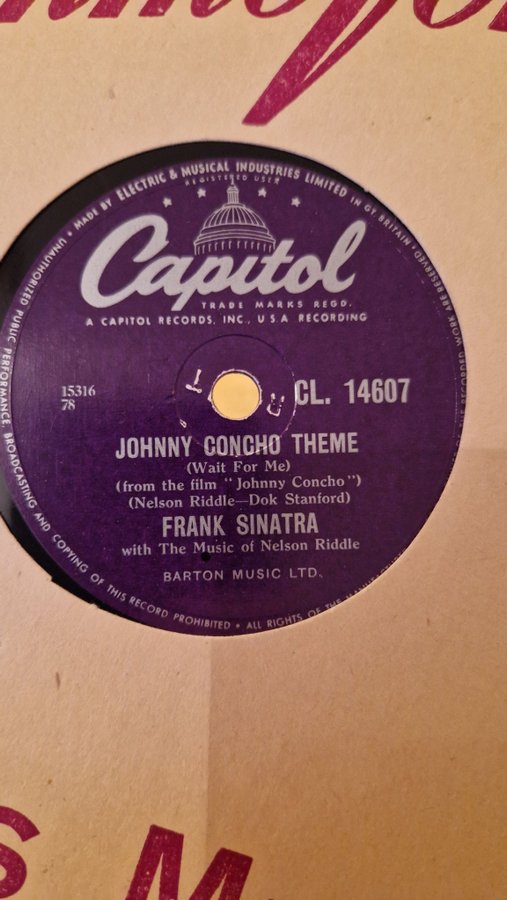 MADE BY ELECTRIC & MUSICAL INDUSTRIES LIMITED IN GT BRITAIN •
REGISTERED USER
Capitol
TRADE MARKS REGD.
A CAPITOL RECORDS, INC., U.S.A. RECORDING
15316
78
CL. 14607
JOHNNY CONCHO THEME
(Wait For Me)
(from the film "Johnny Concho")
(Nelson Riddle—Dok Stanford)
FRANK SINATRA
with The Music of Nelson Riddle
BARTON MUSIC LTD.
UNAUTHORIZED PUBLIC PERFORMANCE, BROADCASTING AND COPYING OF THIS RECORD PROHIBITED • ALL RIGHTS OF THE
WORK
ARE RESERVED
S M